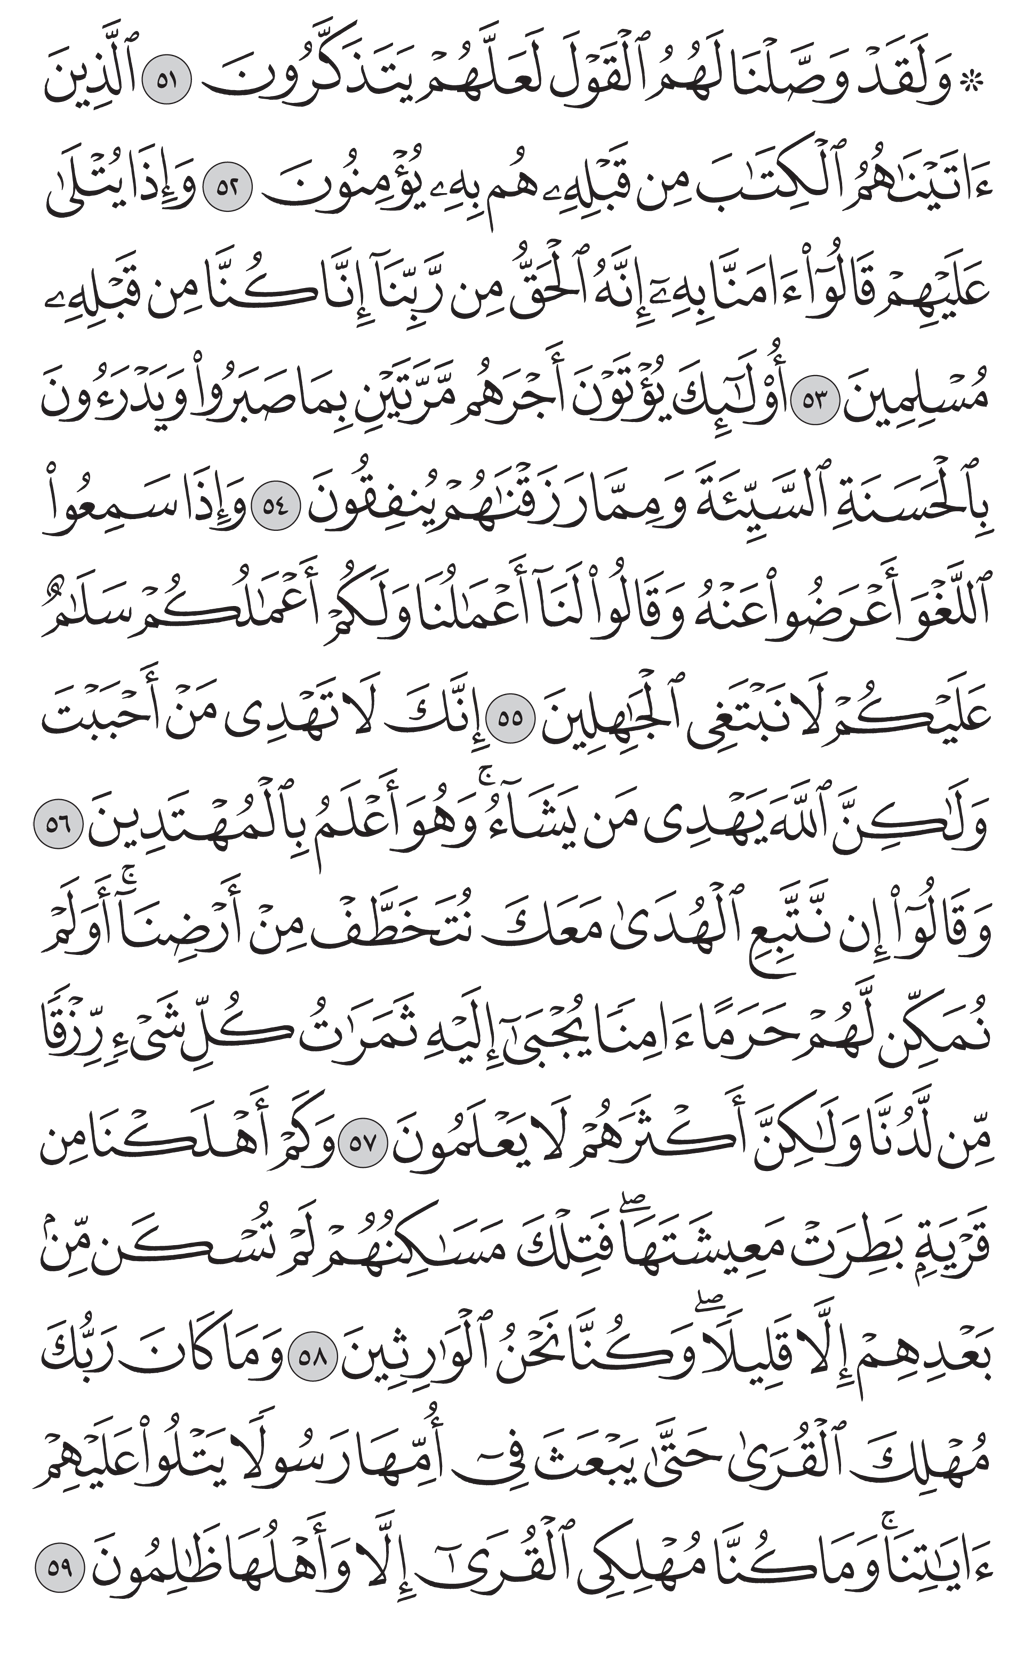 ۞ وَلَقَدْ وَصَّلْنَا لَهُمُ ٱلْقَوْلَ لَعَلَّهُمْ يَتَذَكَّرُونَ ٥١ ٱلَّذِينَ
ءَاتَيْنَٰهُمُ ٱلْكِتَٰبَ مِن قَبْلِهِۦ هُم بِهِۦ يُؤْمِنُونَ ٥٢ وَإِذَا يُتْلَىٰ
عَلَيْهِمْ قَالُوٓا۟ ءَامَنَّا بِهِۦٓ إِنَّهُ ٱلْحَقُّ مِن رَّبِّنَآ إِنَّا كُنَّا مِن قَبْلِهِۦ
مُسْلِمِينَ ٥٣ أُو۟لَٰٓئِكَ يُؤْتَوْنَ أَجْرَهُم مَّرَّتَيْنِ بِمَا صَبَرُوا۟ وَيَدْرَءُونَ
بِٱلْحَسَنَةِ ٱلسَّيِّئَةَ وَمِمَّا رَزَقْنَٰهُمْ يُنفِقُونَ ٥٤ وَإِذَا سَمِعُوا۟
ٱللَّغْوَ أَعْرَضُوا۟ عَنْهُ وَقَالُوا۟ لَنَآ أَعْمَٰلُنَا وَلَكُمْ أَعْمَٰلُكُمْ سَلَٰمٌ
عَلَيْكُمْ لَا نَبْتَغِى ٱلْجَٰهِلِينَ ٥٥ إِنَّكَ لَا تَهْدِى مَنْ أَحْبَبْتَ
وَلَٰكِنَّ ٱللَّهَ يَهْدِى مَن يَشَآءُ ۚ وَهُوَ أَعْلَمُ بِٱلْمُهْتَدِينَ ٥٦
وَقَالُوٓا۟ إِن نَّتَّبِعِ ٱلْهُدَىٰ مَعَكَ نُتَخَطَّفْ مِنْ أَرْضِنَآ ۚ أَوَلَمْ
نُمَكِّن لَّهُمْ حَرَمًا ءَامِنًا يُجْبَىٰٓ إِلَيْهِ ثَمَرَٰتُ كُلِّ شَىْءٍ رِّزْقًا
مِّن لَّدُنَّا وَلَٰكِنَّ أَكْثَرَهُمْ لَا يَعْلَمُونَ ٥٧ وَكَمْ أَهْلَكْنَا مِن
قَرْيَةٍۭ بَطِرَتْ مَعِيشَتَهَا ۖ فَتِلْكَ مَسَٰكِنُهُمْ لَمْ تُسْكَن مِّنۢ
بَعْدِهِمْ إِلَّا قَلِيلًا ۖ وَكُنَّا نَحْنُ ٱلْوَٰرِثِينَ ٥٨ وَمَا كَانَ رَبُّكَ
مُهْلِكَ ٱلْقُرَىٰ حَتَّىٰ يَبْعَثَ فِىٓ أُمِّهَا رَسُولًا يَتْلُوا۟ عَلَيْهِمْ
ءَايَٰتِنَا ۚ وَمَا كُنَّا مُهْلِكِى ٱلْقُرَىٰٓ إِلَّا وَأَهْلُهَا ظَٰلِمُونَ ٥٩